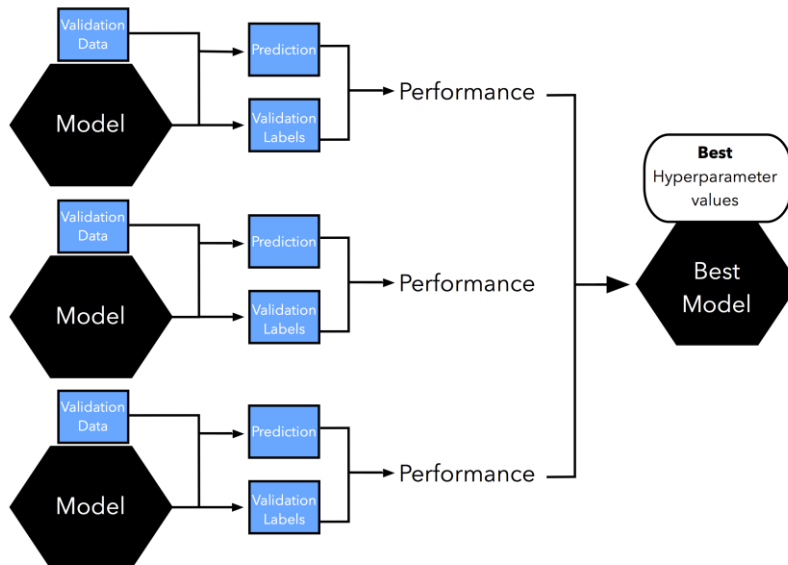 Validation
Data
Model
Prediction
Validation
Labels
Performance
Validation
Data
Model
Prediction
Validation
Labels
Performance
Validation
Data
Model
Prediction
Validation
Labels
Performance
Best
Hyperparameter
values
Best
Model